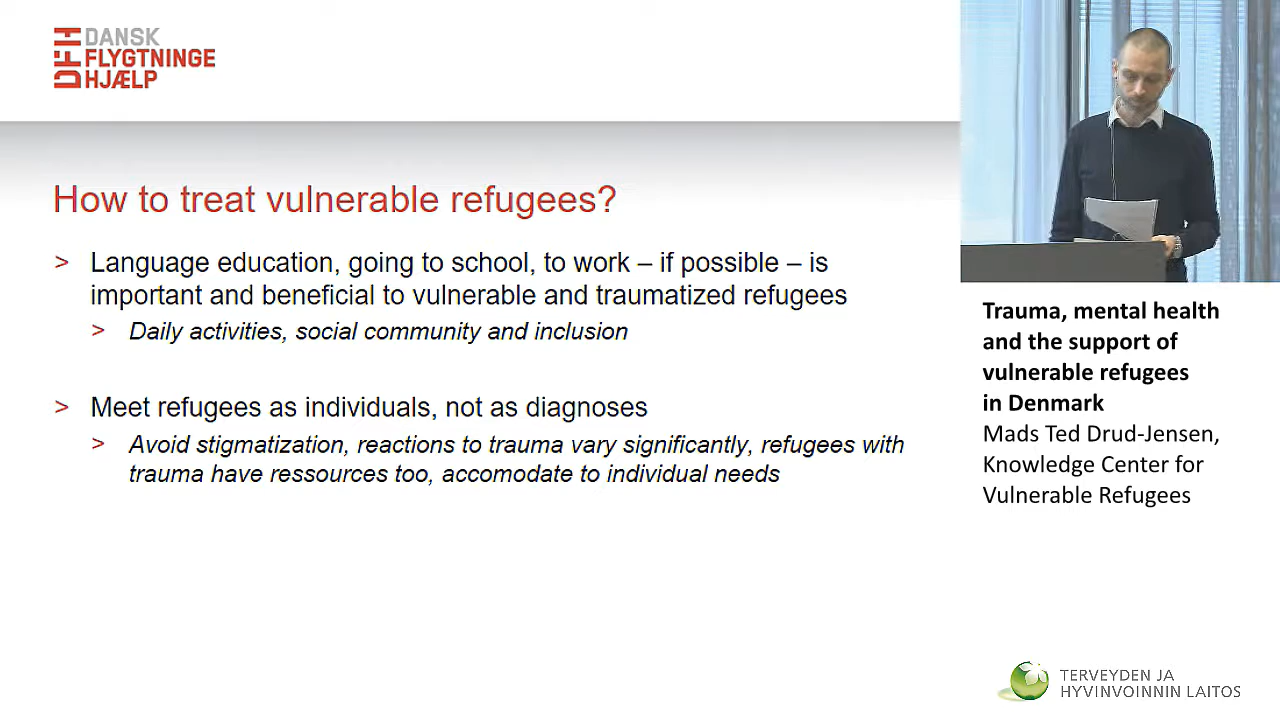 DFH DANSK
FLYGTNINGE
HJÆLP
How to treat vulnerable refugees?
> Language education, going to school, to work – if possible – is
important and beneficial to vulnerable and traumatized refugees
> Daily activities, social community and inclusion
> Meet refugees as individuals, not as diagnoses
> Avoid stigmatization, reactions to trauma vary significantly, refugees with
trauma have ressources too, accomodate to individual needs
Trauma, mental health
and the support of
vulnerable refugees
in Denmark
Mads Ted Drud-Jensen,
Knowledge Center for
Vulnerable Refugees
TERVEYDEN JA
HYVINVOINNIN LAITOS